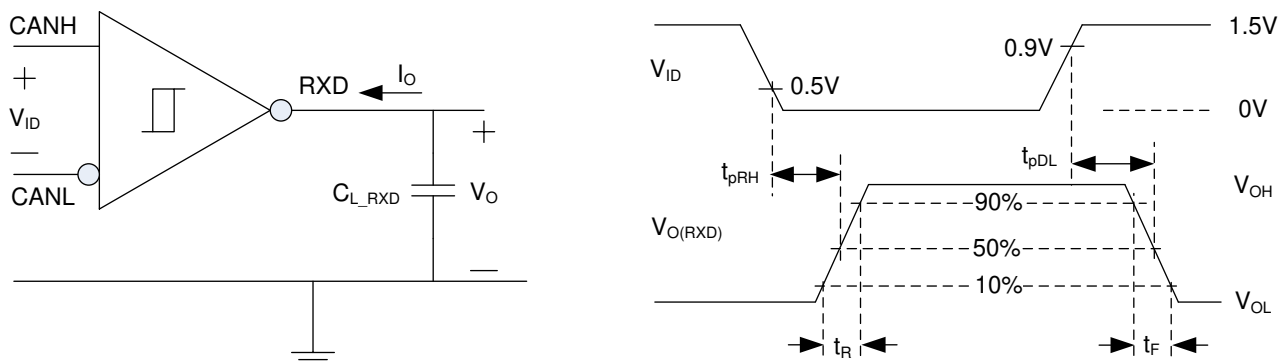 CANH
+
V_ID
—
CANL
RXD
I_O
+
C_L_RXD
V_O
—
V_ID
0.5V
0.9V
1.5V
0V
t_pRH
t_pDL
V_O(RXD)
90%
50%
10%
V_OH
V_OL
t_R
t_F